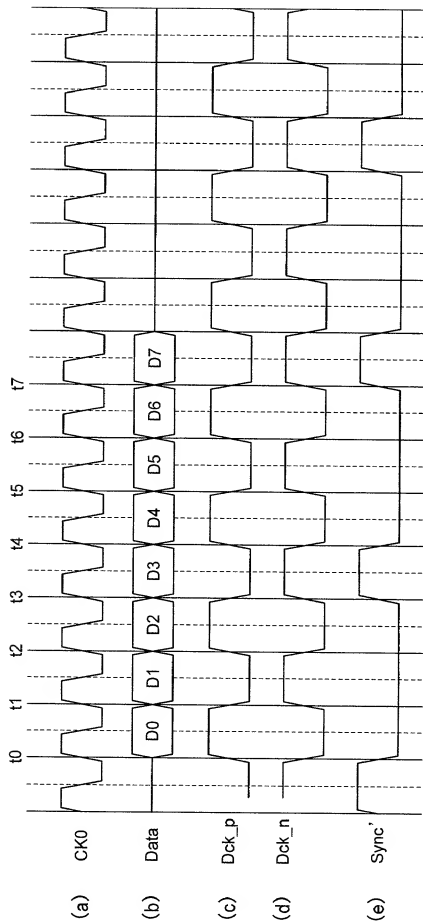 t0 t1 t2 t3 t4 t5 t6 t7
(a) CK0
(b) Data D0 D1 D2 D3 D4 D5 D6 D7
(c) Dck_p
(d) Dck_n
(e) Sync'